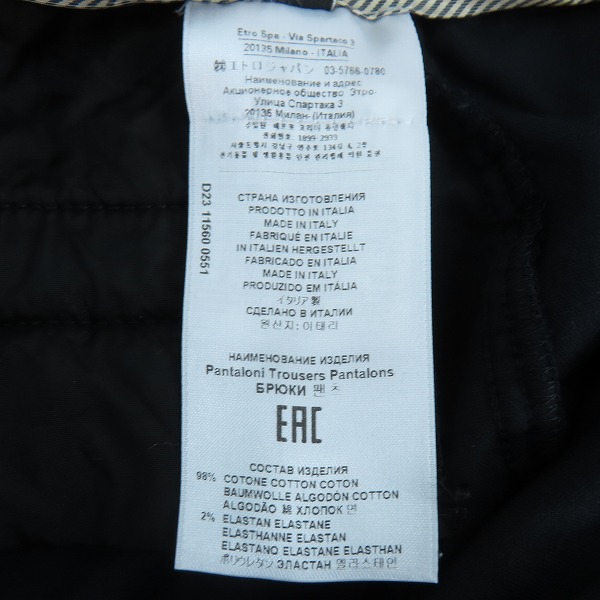 Etro Spa - Via Spartaco 3
20135 Milano - ITALIA
㈱エトロジャパン 03-5766-0780
Наименование и адрес
Акционерное общество Этро-
Улица Спартака 3
20135 Милан- (Италия)
D23 11560 0551
СТРАНА ИЗГОТОВЛЕНИЯ
PRODOTTO IN ITALIA
MADE IN ITALY
FABRIQUÉ EN ITALIE
IN ITALIEN HERGESTELLT
FABRICADO EN ITALIA
MADE IN ITALY
PRODUZIDO EM ITÁLIA
イタリア製
СДЕЛАНО В ИТАЛИИ
원산지: 이태리
НАИМЕНОВАНИЕ ИЗДЕЛИЯ
Pantaloni Trousers Pantalons
БРЮКИ 팬츠
EAC
СОСТАВ ИЗДЕЛИЯ
98% COTONE COTTON COTON
BAUMWOLLE ALGODÓN COTTON
ALGODÃO 綿 ХЛОПОК 면
2% ELASTAN ELASTANE
ELASTHANNE ELASTAN
ELASTANO ELASTANE ELASTHAN
ポリウレタン ЭЛАСТАН 엘라스테인